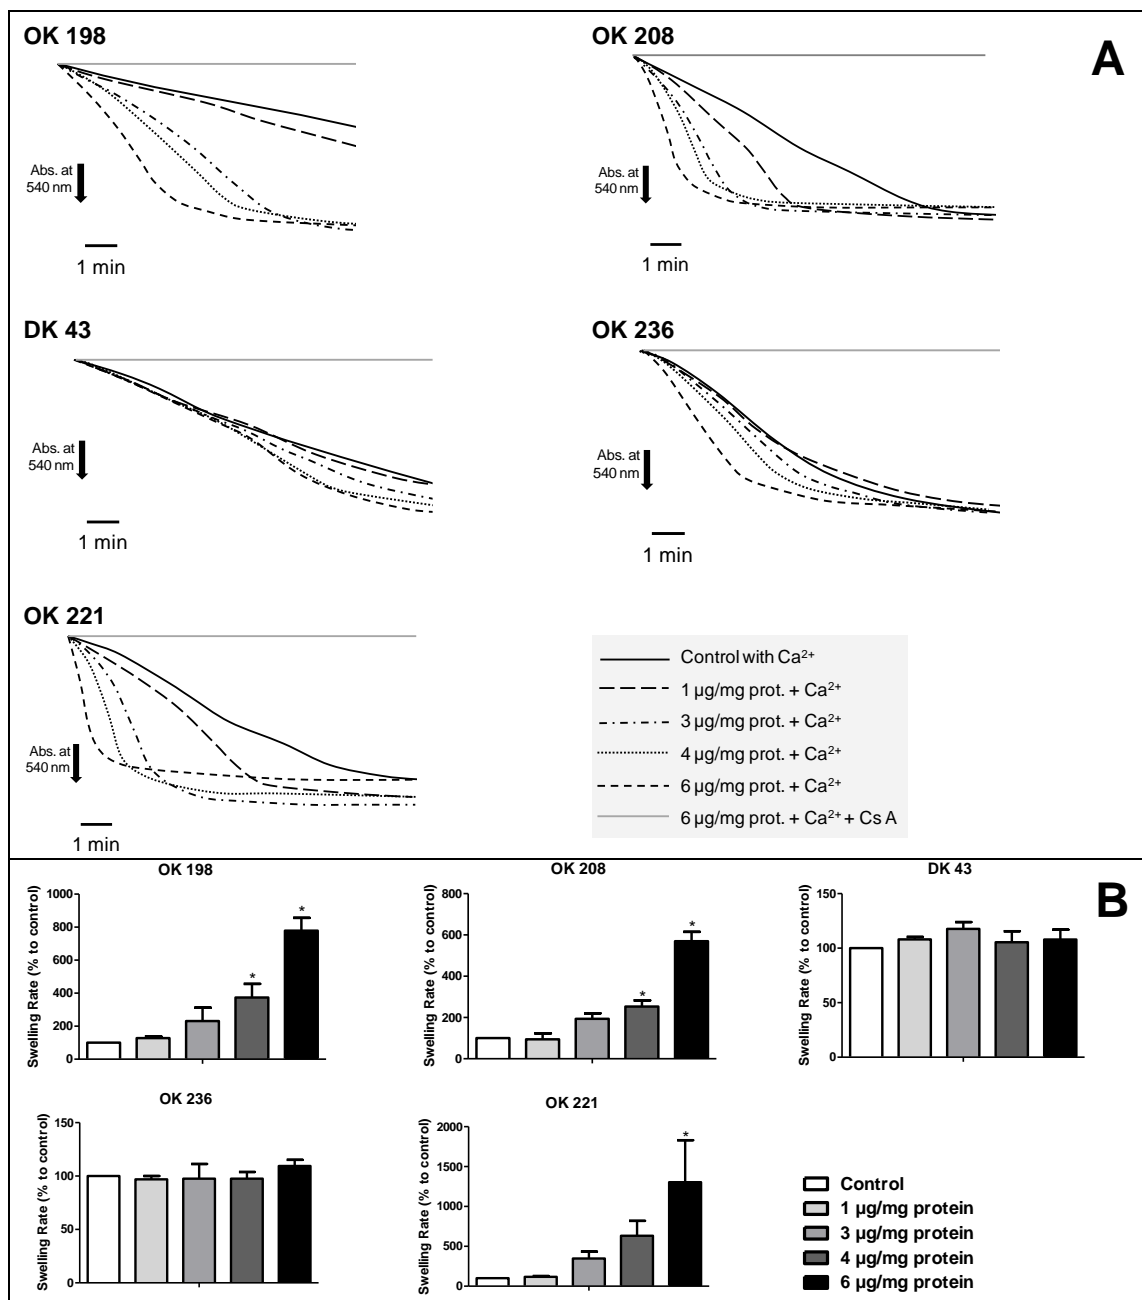 OK 198
OK 208
A
Abs. at
540 nm
1 min
Abs. at
540 nm
1 min
DK 43
OK 236
Abs. at
540 nm
1 min
Abs. at
540 nm
1 min
OK 221
Abs. at
540 nm
1 min
Control with Ca²⁺
1 µg/mg prot. + Ca²⁺
3 µg/mg prot. + Ca²⁺
4 µg/mg prot. + Ca²⁺
6 µg/mg prot. + Ca²⁺
6 µg/mg prot. + Ca²⁺ + Cs A
B
OK 198
Swelling Rate (% to control)
1000
800
600
400
200
0
*
*
OK 208
Swelling Rate (% to control)
800
600
400
200
0
*
*
DK 43
Swelling Rate (% to control)
150
100
50
0
OK 236
Swelling Rate (% to control)
150
100
50
0
OK 221
Swelling Rate (% to control)
2000
1500
1000
500
0
*
Control
1 µg/mg protein
3 µg/mg protein
4 µg/mg protein
6 µg/mg protein